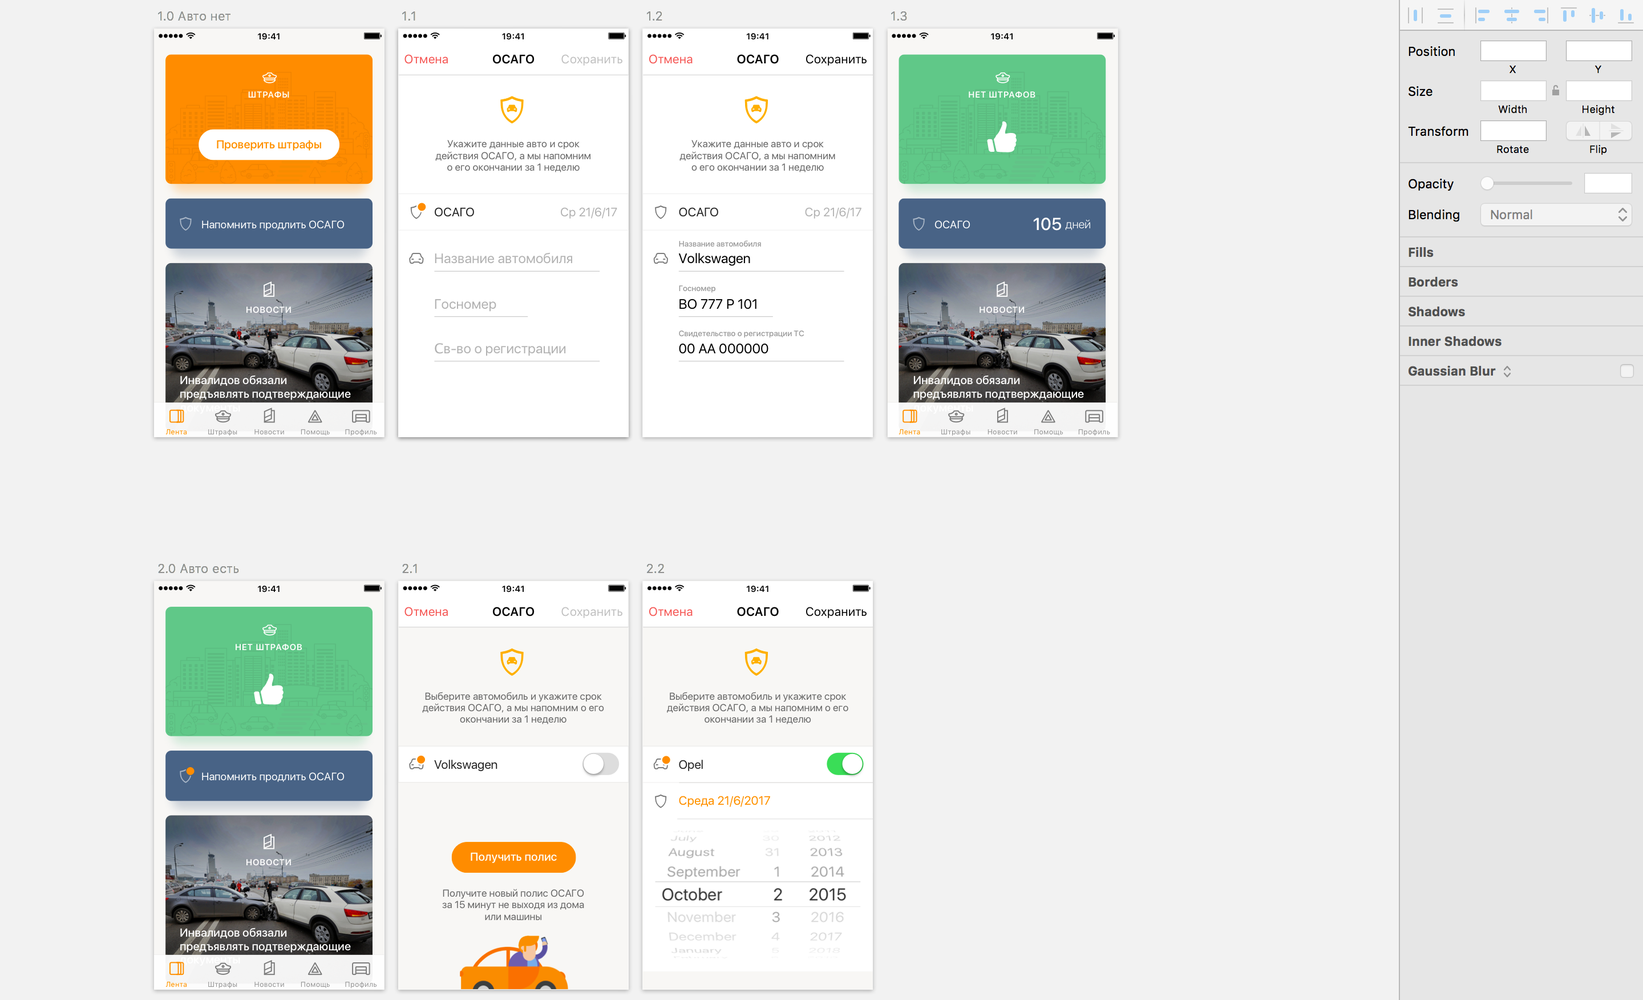 1.0 Авто нет
19:41
ШТРАФЫ
Проверить штрафы
Напомнить продлить ОСАГО
НОВОСТИ
Инвалидов обязали
предъявлять подтверждающие
Лента Штрафы Новости Помощь Профиль
1.1
19:41
Отмена ОСАГО Сохранить
Укажите данные авто и срок
действия ОСАГО, а мы напомним
о его окончании за 1 неделю
ОСАГО Ср 21/6/17
Название автомобиля
Госномер
Св-во о регистрации
1.2
19:41
Отмена ОСАГО Сохранить
Укажите данные авто и срок
действия ОСАГО, а мы напомним
о его окончании за 1 неделю
ОСАГО Ср 21/6/17
Название автомобиля
Volkswagen
Госномер
ВО 777 Р 101
Свидетельство о регистрации ТС
00 АА 000000
1.3
19:41
НЕТ ШТРАФОВ
ОСАГО 105 дней
НОВОСТИ
Инвалидов обязали
предъявлять подтверждающие
Лента Штрафы Новости Помощь Профиль
2.0 Авто есть
19:41
НЕТ ШТРАФОВ
Напомнить продлить ОСАГО
НОВОСТИ
Инвалидов обязали
предъявлять подтверждающие
Лента Штрафы Новости Помощь Профиль
2.1
19:41
Отмена ОСАГО Сохранить
Выберите автомобиль и укажите срок
действия ОСАГО, а мы напомним о его
окончании за 1 неделю
Volkswagen
Получить полис
Получите новый полис ОСАГО
за 15 минут не выходя из дома
или машины
2.2
19:41
Отмена ОСАГО Сохранить
Выберите автомобиль и укажите срок
действия ОСАГО, а мы напомним о его
окончании за 1 неделю
Opel
Среда 21/6/2017
July 30 2012
August 31 2013
September 1 2014
October 2 2015
November 3 2016
December 4 2017
January 5 2018
Position
X Y
Size
Width Height
Transform
Rotate Flip
Opacity
Blending Normal
Fills
Borders
Shadows
Inner Shadows
Gaussian Blur